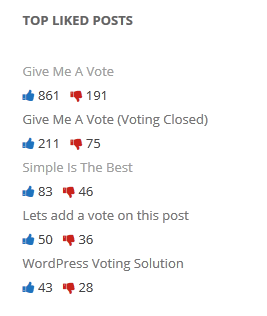 TOP LIKED POSTS
Give Me A Vote
861 191
Give Me A Vote (Voting Closed)
211 75
Simple Is The Best
83 46
Lets add a vote on this post
50 36
WordPress Voting Solution
43 28